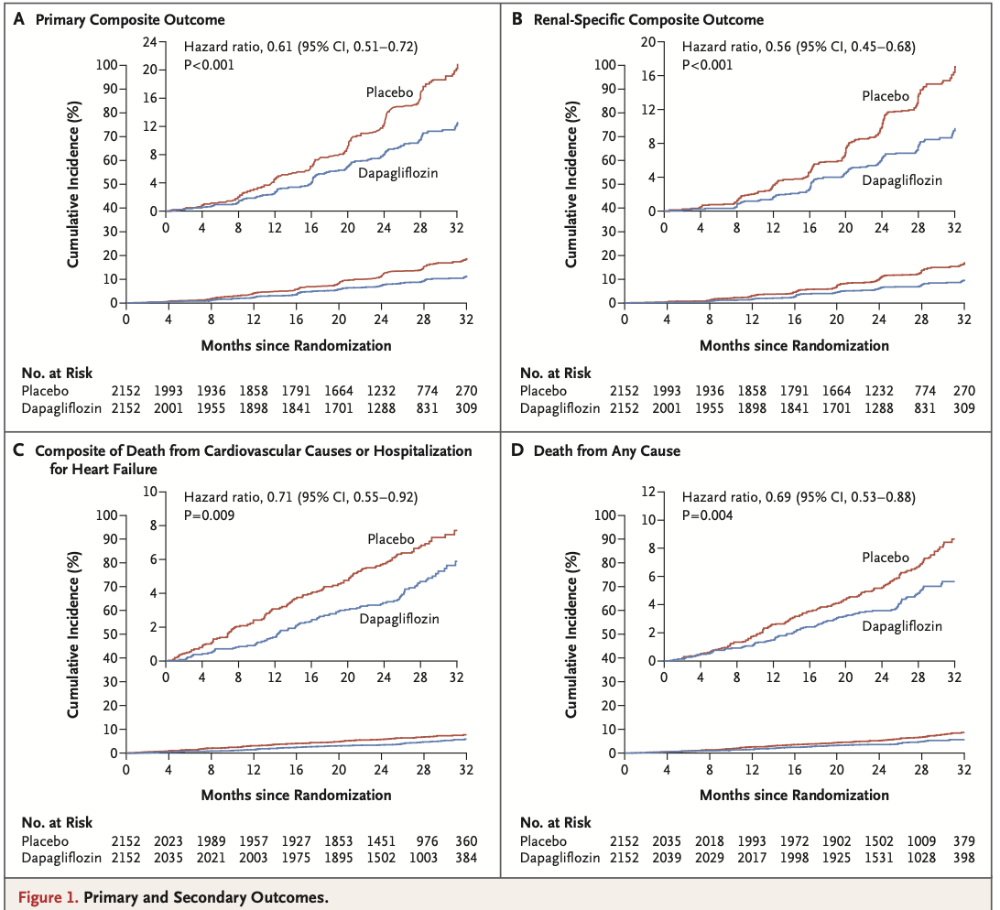 A Primary Composite Outcome
Hazard ratio, 0.61 (95% CI, 0.51–0.72)
P<0.001
24
20
16
12
8
4
0
0 4 8 12 16 20 24 28 32
Placebo
Dapagliflozin
Cumulative Incidence (%)
100
90
80
70
60
50
40
30
20
10
0
0 4 8 12 16 20 24 28 32
Months since Randomization
No. at Risk
Placebo 2152 1993 1936 1858 1791 1664 1232 774 270
Dapagliflozin 2152 2001 1955 1898 1841 1701 1288 831 309
B Renal-Specific Composite Outcome
Hazard ratio, 0.56 (95% CI, 0.45–0.68)
P<0.001
20
16
12
8
4
0
0 4 8 12 16 20 24 28 32
Placebo
Dapagliflozin
Cumulative Incidence (%)
100
90
80
70
60
50
40
30
20
10
0
0 4 8 12 16 20 24 28 32
Months since Randomization
No. at Risk
Placebo 2152 1993 1936 1858 1791 1664 1232 774 270
Dapagliflozin 2152 2001 1955 1898 1841 1701 1288 831 309
C Composite of Death from Cardiovascular Causes or Hospitalization
for Heart Failure
Hazard ratio, 0.71 (95% CI, 0.55–0.92)
P=0.009
10
8
6
4
2
0
0 4 8 12 16 20 24 28 32
Placebo
Dapagliflozin
Cumulative Incidence (%)
100
90
80
70
60
50
40
30
20
10
0
0 4 8 12 16 20 24 28 32
Months since Randomization
No. at Risk
Placebo 2152 2023 1989 1957 1927 1853 1451 976 360
Dapagliflozin 2152 2035 2021 2003 1975 1895 1502 1003 384
D Death from Any Cause
Hazard ratio, 0.69 (95% CI, 0.53–0.88)
P=0.004
12
10
8
6
4
2
0
0 4 8 12 16 20 24 28 32
Placebo
Dapagliflozin
Cumulative Incidence (%)
100
90
80
70
60
50
40
30
20
10
0
0 4 8 12 16 20 24 28 32
Months since Randomization
No. at Risk
Placebo 2152 2035 2018 1993 1972 1902 1502 1009 379
Dapagliflozin 2152 2039 2029 2017 1998 1925 1531 1028 398
Figure 1. Primary and Secondary Outcomes.